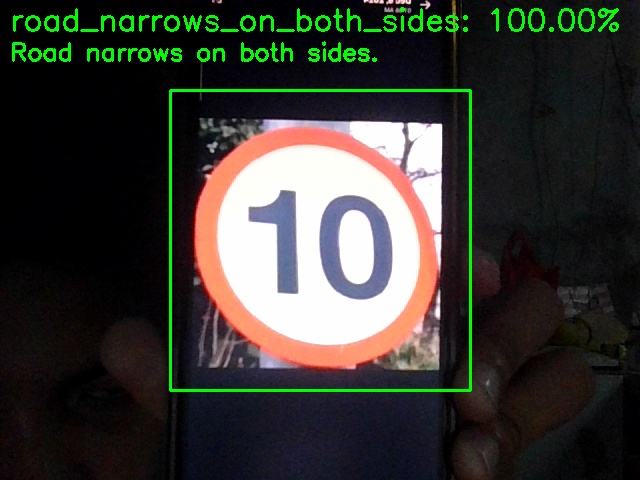 road_narrows_on_both_sides: 100.00%
Road narrows on both sides.
10